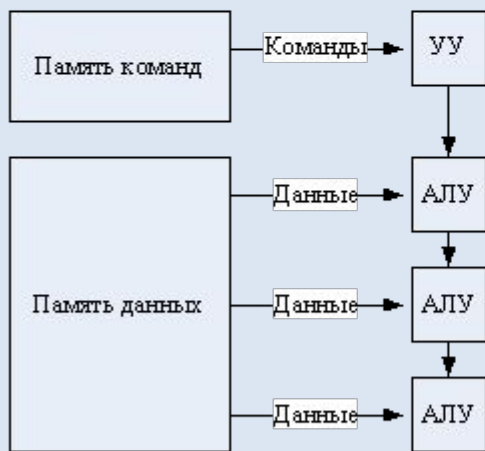 Память команд
Команды
УУ
Данные
АЛУ
Память данных
Данные
АЛУ
Данные
АЛУ